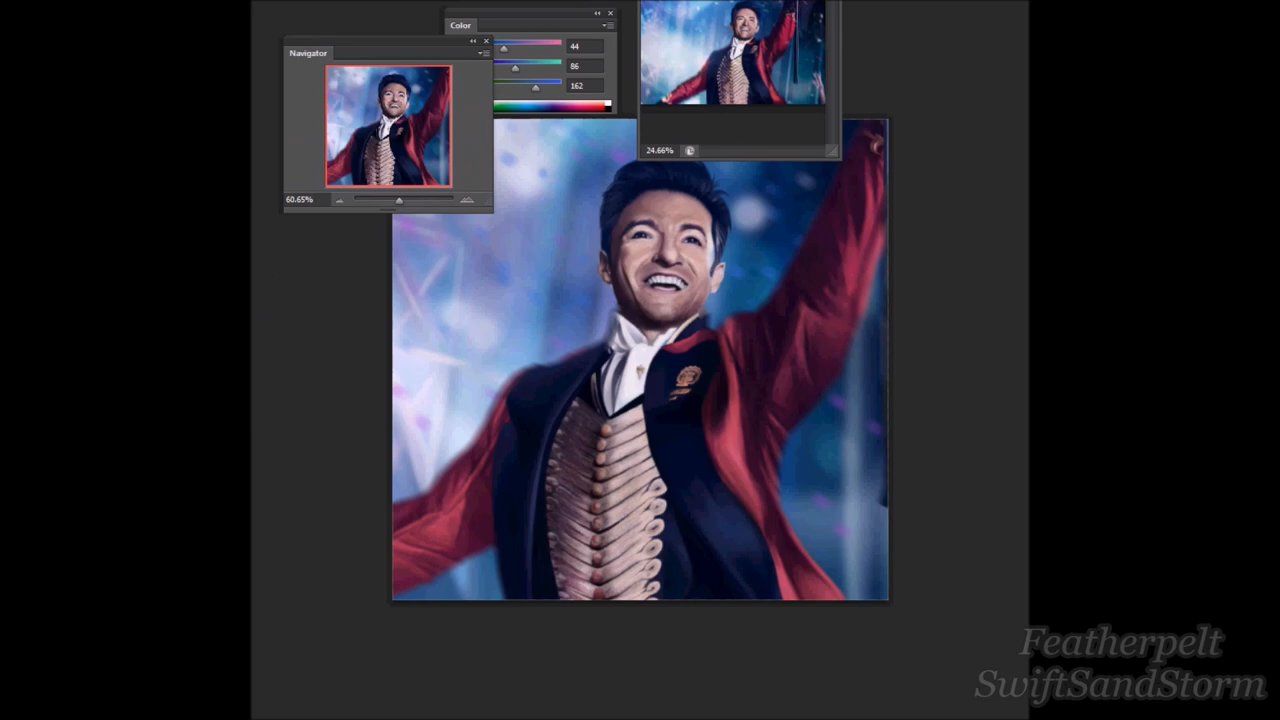 Color
44
86
162
Navigator
60.65%
24.66%
Featherpelt
SwiftSandStorm